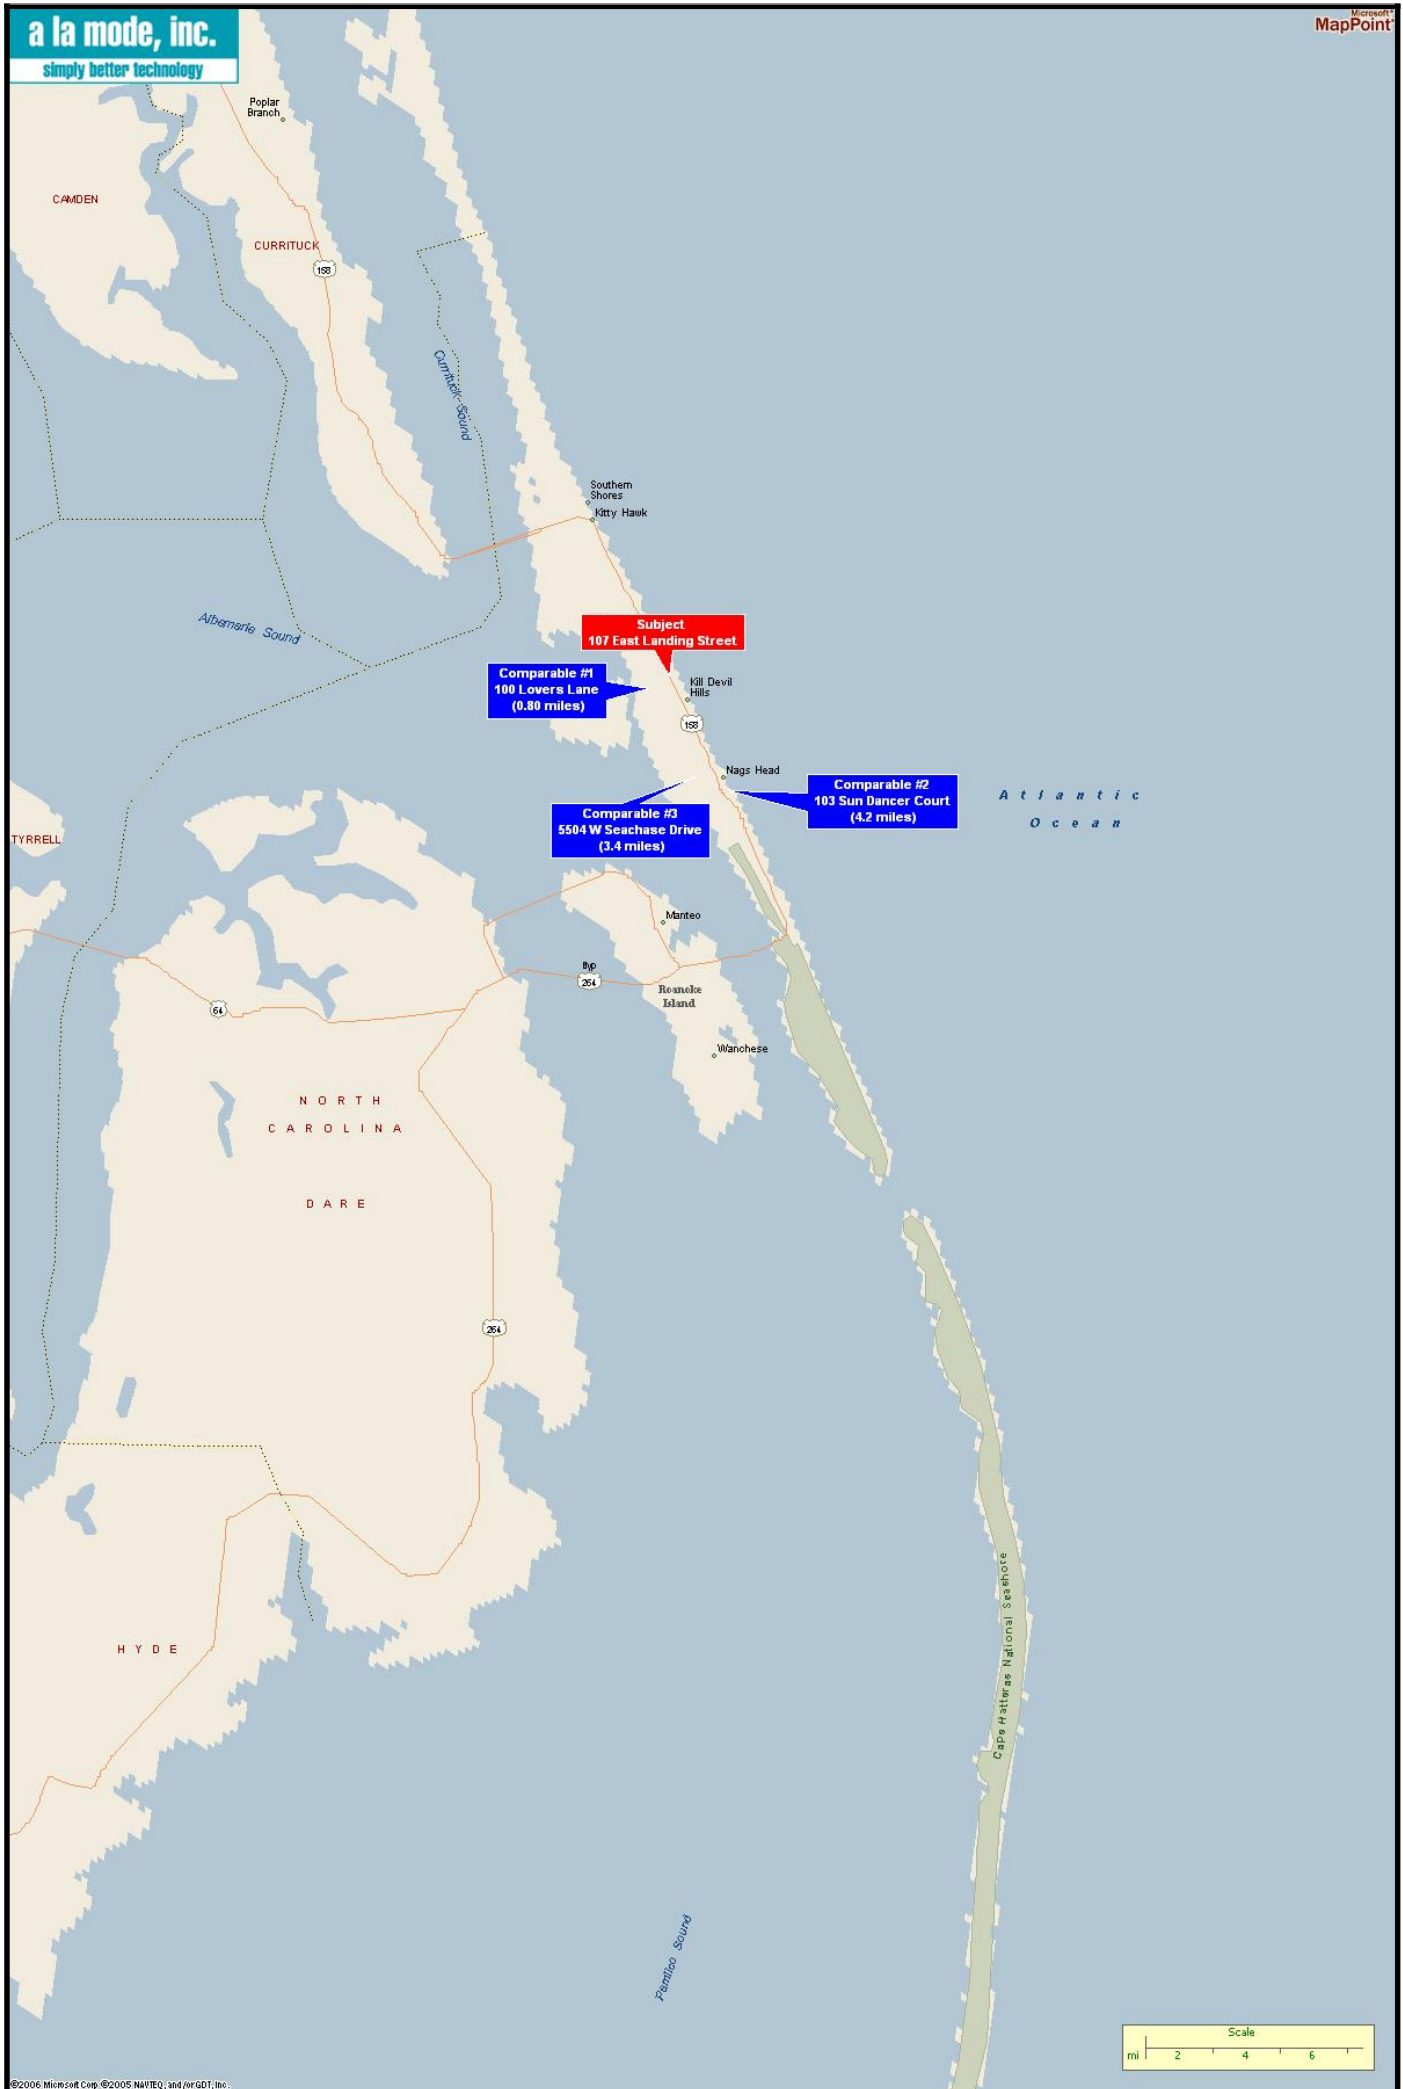 a la mode, inc.
simply better technology
Microsoft®
MapPoint®
Poplar
Branch
CAMDEN
CURRITUCK
158
Currituck Sound
Southern
Shores
Kitty Hawk
Albemarle Sound
Subject
107 East Landing Street
Comparable #1
100 Lovers Lane
(0.80 miles)
Kill Devil
Hills
158
Nags Head
Comparable #2
103 Sun Dancer Court
(4.2 miles)
Atlantic
Ocean
Comparable #3
5504 W Seachase Drive
(3.4 miles)
TYRRELL
Manteo
Byp
264
Roanoke
Island
64
Wanchese
NORTH
CAROLINA
DARE
264
HYDE
Cape Hatteras National Seashore
Pamlico Sound
Scale
mi 2 4 6
©2006 Microsoft Corp ©2005 NAVTEQ, and/or GDT, Inc.